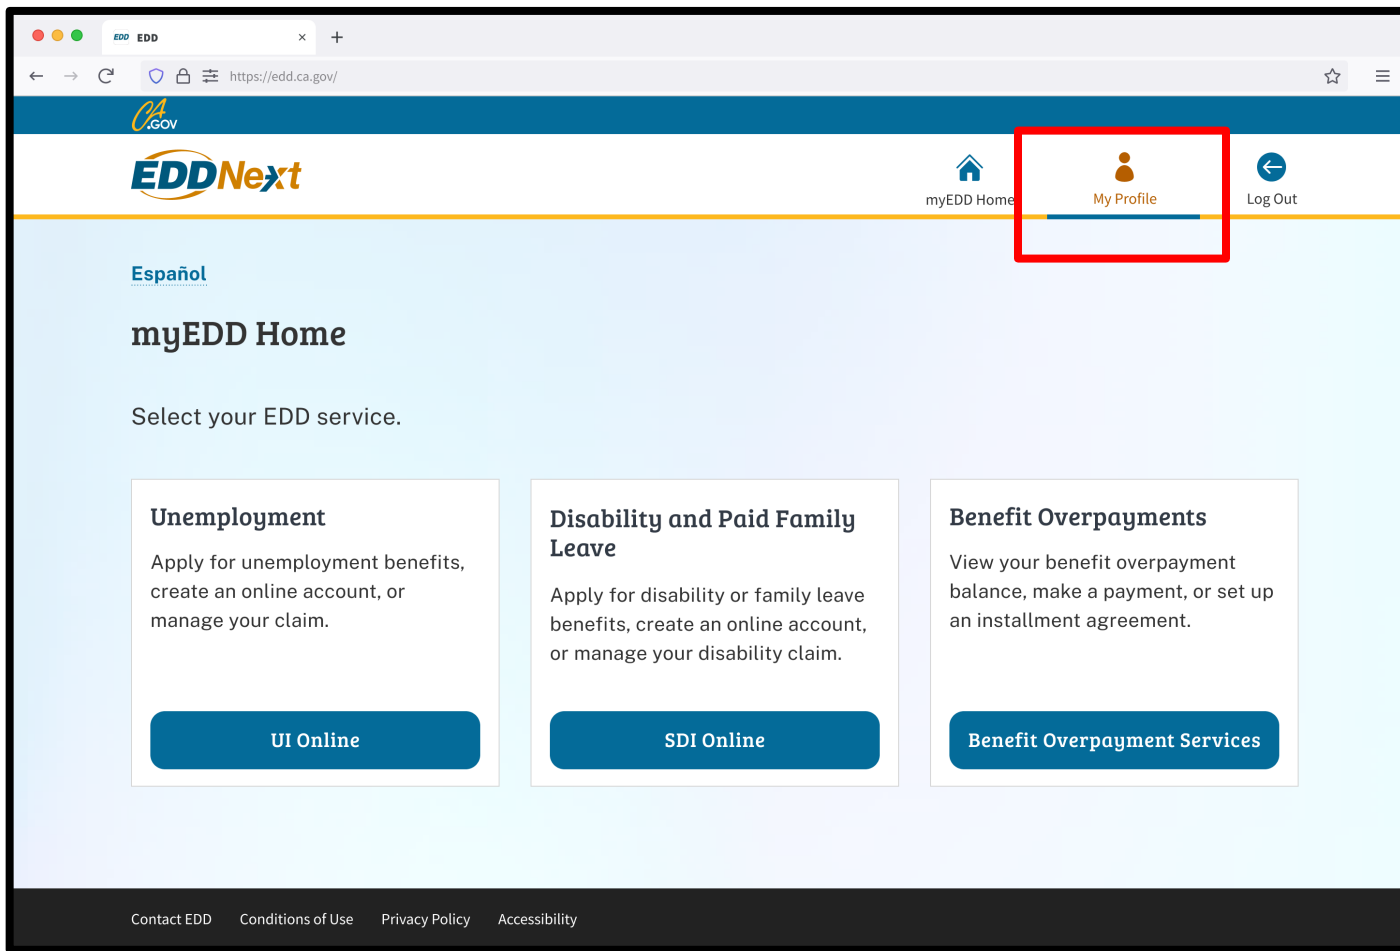 EDD EDD
https://edd.ca.gov/
CA
.GOV
EDDNext
myEDD Home
My Profile
Log Out
Español
myEDD Home
Select your EDD service.
Unemployment
Apply for unemployment benefits,
create an online account, or
manage your claim.
UI Online
Disability and Paid Family
Leave
Apply for disability or family leave
benefits, create an online account,
or manage your disability claim.
SDI Online
Benefit Overpayments
View your benefit overpayment
balance, make a payment, or set up
an installment agreement.
Benefit Overpayment Services
Contact EDD Conditions of Use Privacy Policy Accessibility